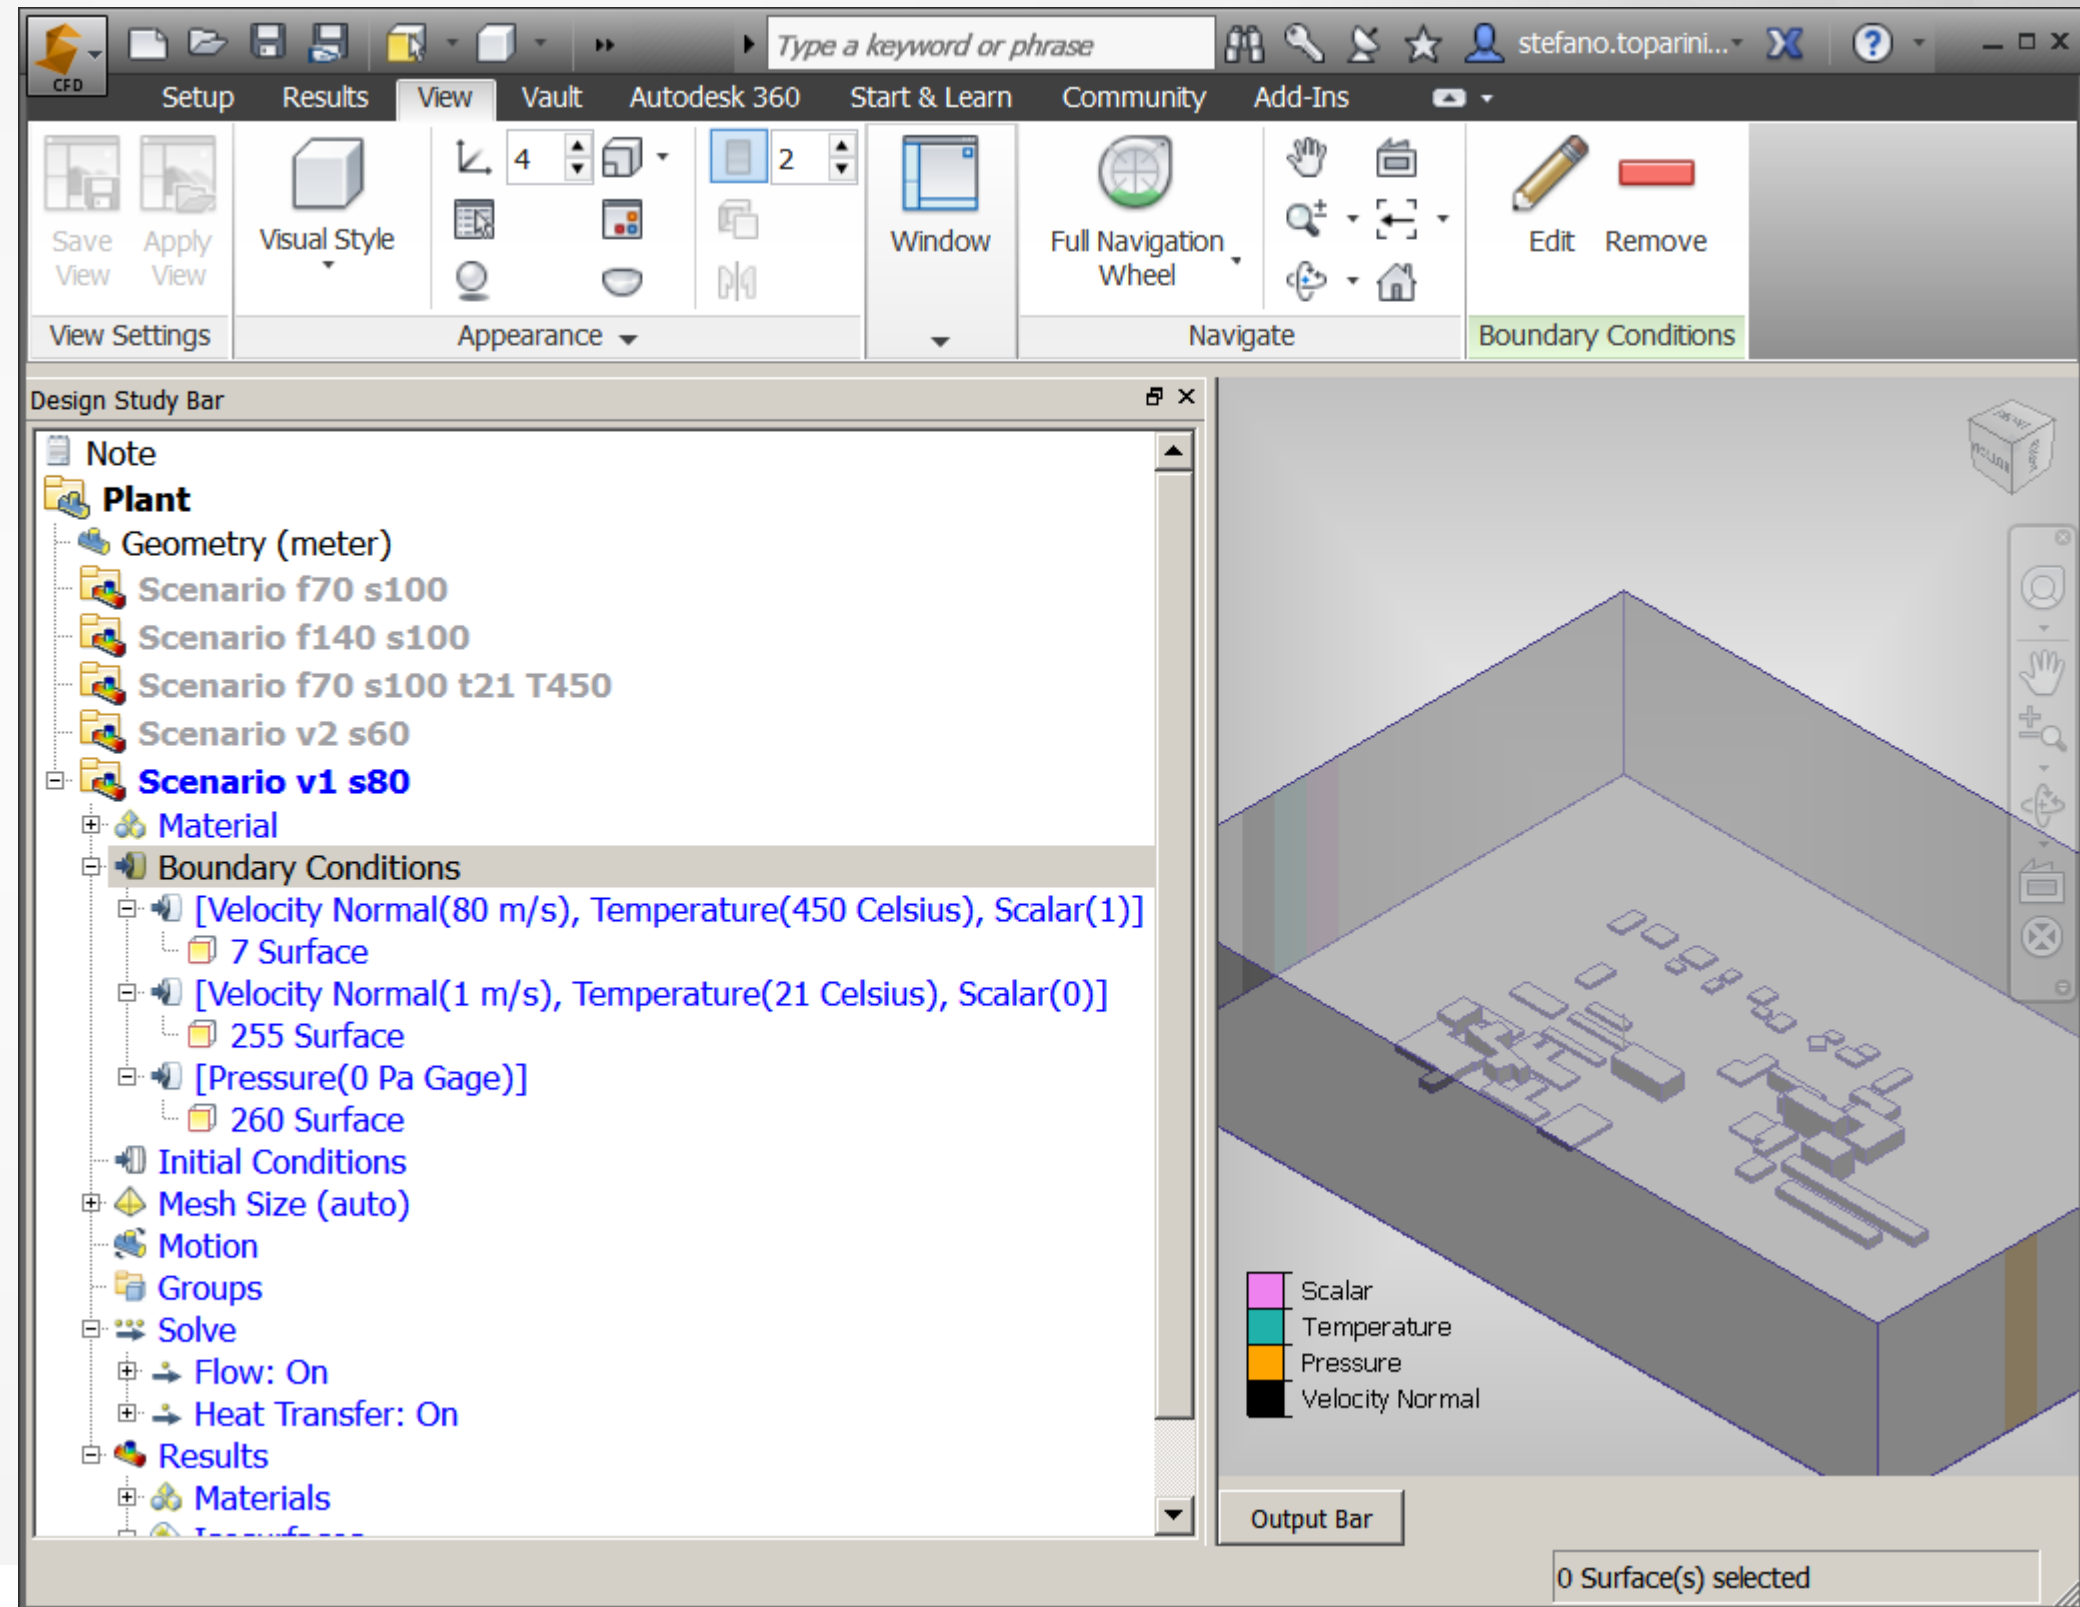 CFD
Type a keyword or phrase
stefano.toparini...
Setup Results View Vault Autodesk 360 Start & Learn Community Add-Ins
4
2
Save View
Apply View
Visual Style
Window
Full Navigation Wheel
Edit Remove
View Settings
Appearance
Navigate
Boundary Conditions
Design Study Bar
Note
Plant
Geometry (meter)
Scenario f70 s100
Scenario f140 s100
Scenario f70 s100 t21 T450
Scenario v2 s60
Scenario v1 s80
Material
Boundary Conditions
[Velocity Normal(80 m/s), Temperature(450 Celsius), Scalar(1)]
7 Surface
[Velocity Normal(1 m/s), Temperature(21 Celsius), Scalar(0)]
255 Surface
[Pressure(0 Pa Gage)]
260 Surface
Initial Conditions
Mesh Size (auto)
Motion
Groups
Solve
Flow: On
Heat Transfer: On
Results
Materials
Scalar
Temperature
Pressure
Velocity Normal
Output Bar
0 Surface(s) selected